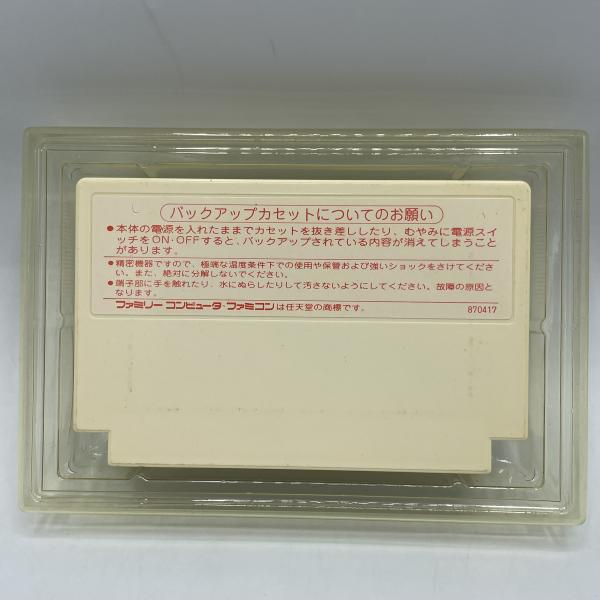 バックアップカセットについてのお願い
●本体の電源を入れたままでカセットを抜き差ししたり、むやみに電源スイ
ッチをON・OFFすると、バックアップされている内容が消えてしまうこと
があります。
●精密機器ですので、極端な温度条件下での使用や保管および強いショックをさけてくださ
い。また、絶対に分解しないでください。
●端子部に手を触れたり、水にぬらしたりして汚さないようにしてください。故障の原因と
なります。
ファミリー コンピュータ・ファミコンは任天堂の商標です。 870417